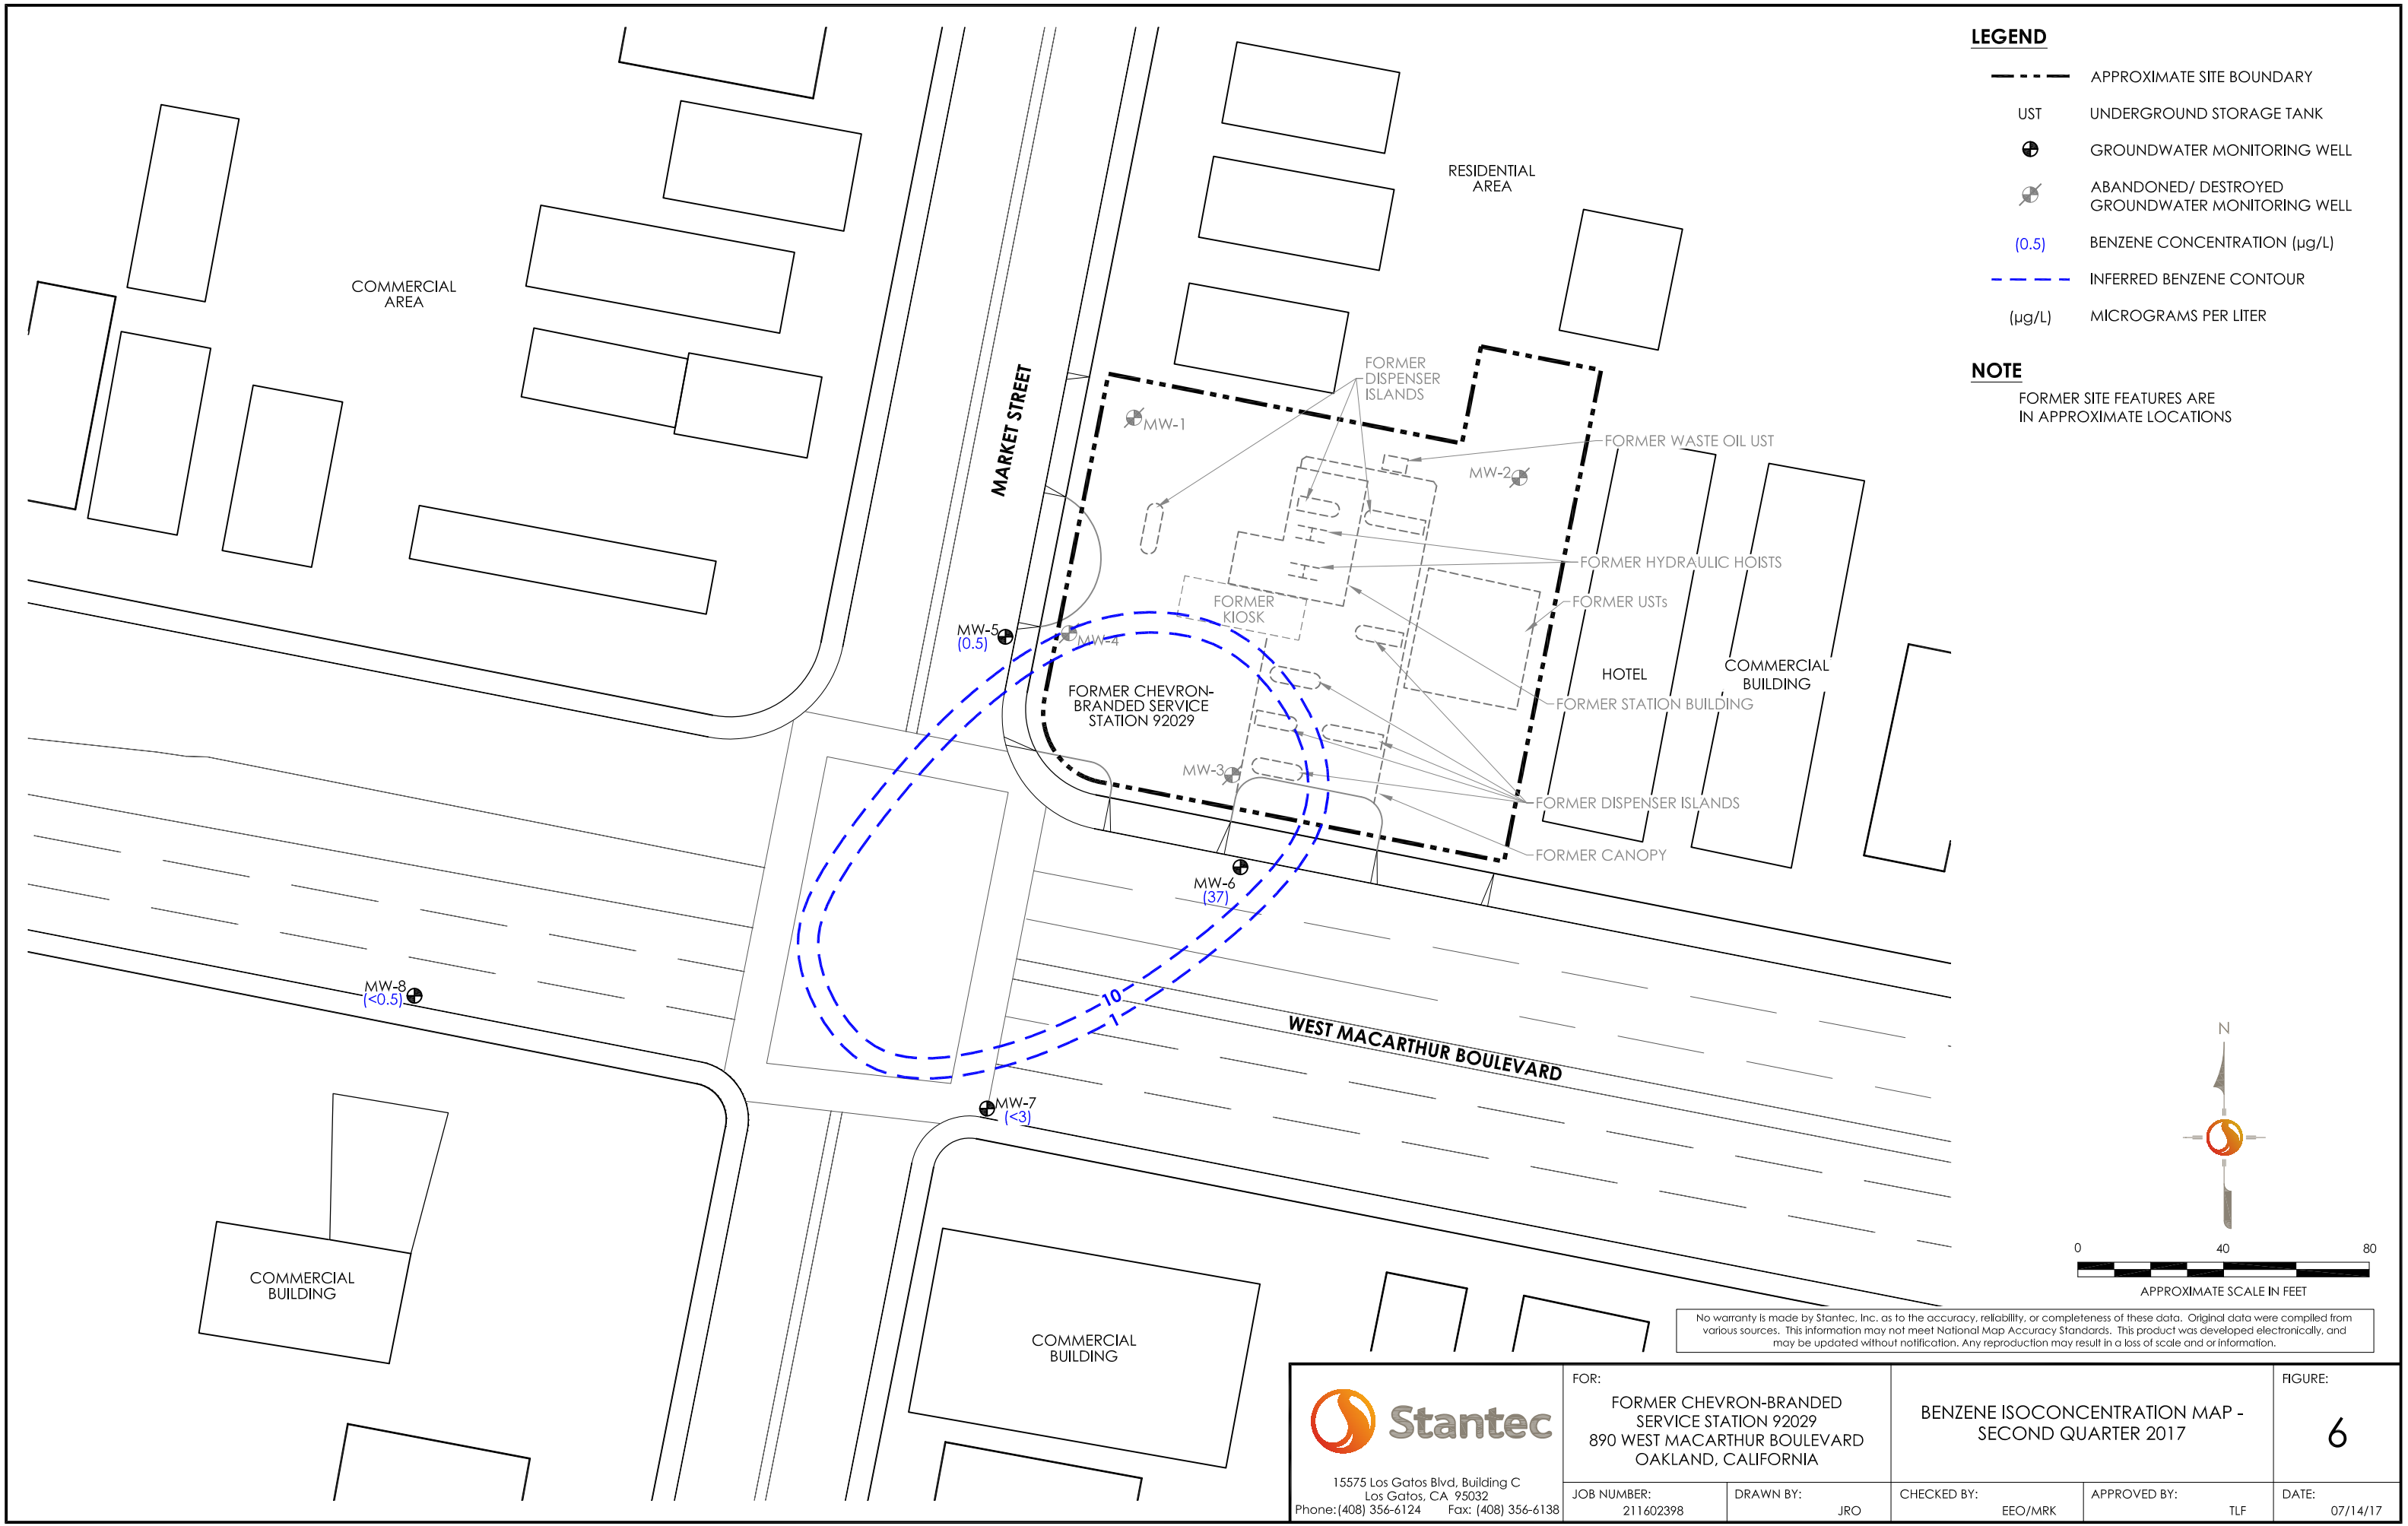 LEGEND
APPROXIMATE SITE BOUNDARY
UST UNDERGROUND STORAGE TANK
GROUNDWATER MONITORING WELL
ABANDONED/ DESTROYED
GROUNDWATER MONITORING WELL
(0.5) BENZENE CONCENTRATION (µg/L)
INFERRED BENZENE CONTOUR
(µg/L) MICROGRAMS PER LITER
NOTE
FORMER SITE FEATURES ARE
IN APPROXIMATE LOCATIONS
RESIDENTIAL
AREA
COMMERCIAL
AREA
MARKET STREET
FORMER
DISPENSER
ISLANDS
MW-1
FORMER WASTE OIL UST
MW-2
FORMER HYDRAULIC HOISTS
FORMER USTs
FORMER
KIOSK
MW-5
(0.5)
MW-4
HOTEL
COMMERCIAL
BUILDING
FORMER CHEVRON-
BRANDED SERVICE
STATION 92029
FORMER STATION BUILDING
MW-3
FORMER DISPENSER ISLANDS
FORMER CANOPY
MW-6
(37)
MW-8
(<0.5)
10
1
WEST MACARTHUR BOULEVARD
MW-7
(<3)
COMMERCIAL
BUILDING
COMMERCIAL
BUILDING
N
0 40 80
APPROXIMATE SCALE IN FEET
No warranty is made by Stantec, Inc. as to the accuracy, reliability, or completeness of these data. Original data were compiled from
various sources. This information may not meet National Map Accuracy Standards. This product was developed electronically, and
may be updated without notification. Any reproduction may result in a loss of scale and or information.
Stantec
15575 Los Gatos Blvd, Building C
Los Gatos, CA 95032
Phone:(408) 356-6124 Fax: (408) 356-6138
FOR:
FORMER CHEVRON-BRANDED
SERVICE STATION 92029
890 WEST MACARTHUR BOULEVARD
OAKLAND, CALIFORNIA
BENZENE ISOCONCENTRATION MAP -
SECOND QUARTER 2017
FIGURE:
6
JOB NUMBER:
211602398
DRAWN BY:
JRO
CHECKED BY:
EEO/MRK
APPROVED BY:
TLF
DATE:
07/14/17